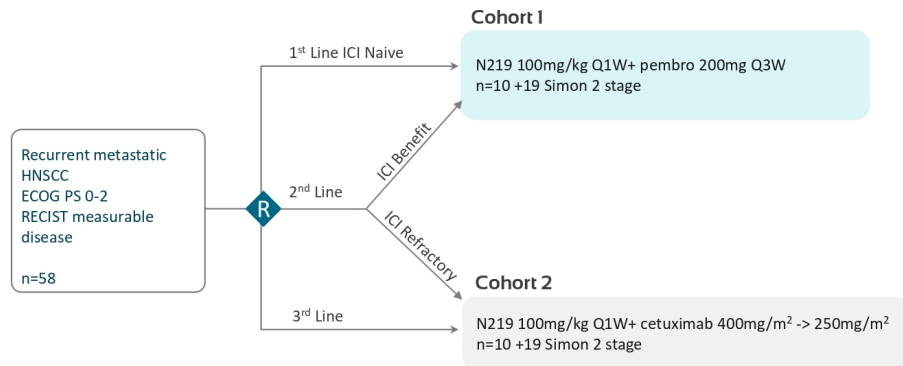 Cohort 1
1st Line ICI Naive
N219 100mg/kg Q1W+ pembro 200mg Q3W
n=10 +19 Simon 2 stage
Recurrent metastatic
HNSCC
ECOG PS 0-2
RECIST measurable
disease
n=58
R
2nd Line
ICI Benefit
ICI Refractory
Cohort 2
3rd Line
N219 100mg/kg Q1W+ cetuximab 400mg/m2 -> 250mg/m2
n=10 +19 Simon 2 stage